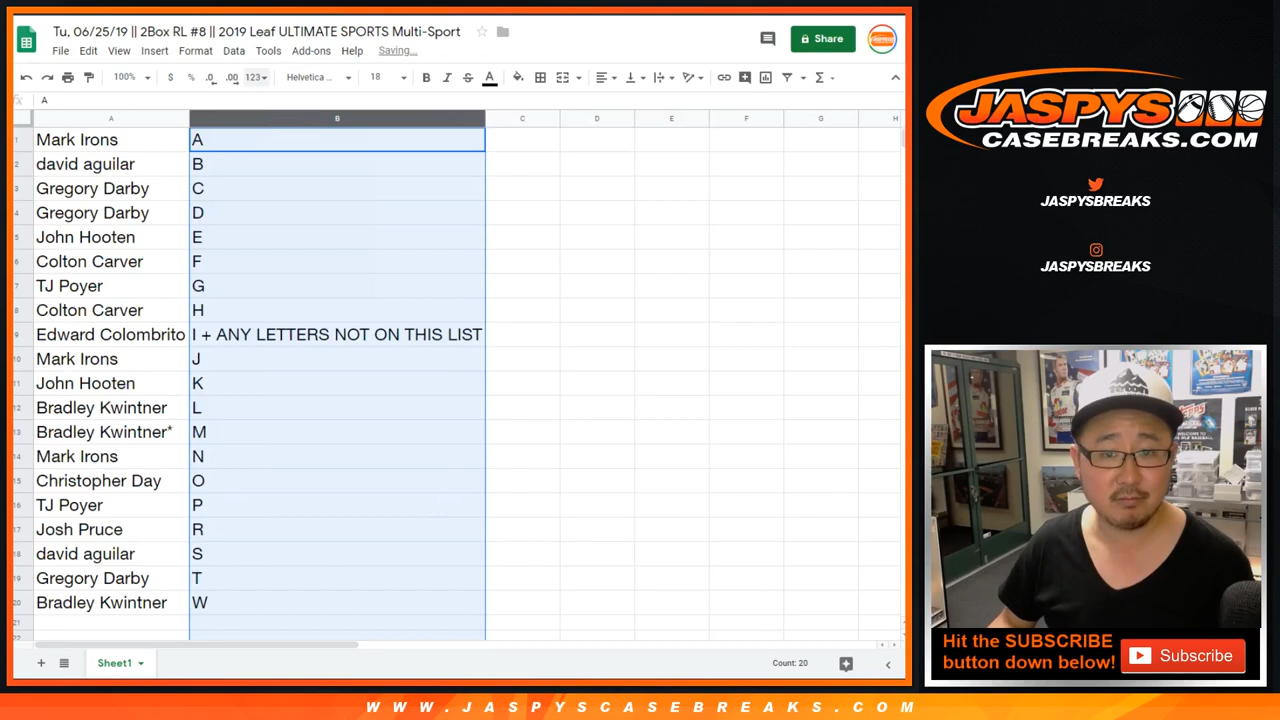 Tu, 06/25/19 || 2Box RL #8 || 2019 Leaf ULTIMATE SPORTS Multi-Sport
File Edit View Insert Format Data Tools Add-ons Help Saving...
Share
100% $ % .0 .00 123 Helvetica ... 18 B I S A
fx A
A B C D E F G H
1 Mark Irons A
2 david aguilar B
3 Gregory Darby C
4 Gregory Darby D
5 John Hooten E
6 Colton Carver F
7 TJ Poyer G
8 Colton Carver H
9 Edward Colombrito I + ANY LETTERS NOT ON THIS LIST
10 Mark Irons J
11 John Hooten K
12 Bradley Kwintner L
13 Bradley Kwintner* M
14 Mark Irons N
15 Christopher Day O
16 TJ Poyer P
17 Josh Pruce R
18 david aguilar S
19 Gregory Darby T
20 Bradley Kwintner W
21
22
Sheet1
Count: 20
JASPYS
CASEBREAKS.COM
JASPYSBREAKS
JASPYSBREAKS
Hit the SUBSCRIBE
button down below!
Subscribe
WWW.JASPYSCASEBREAKS.COM